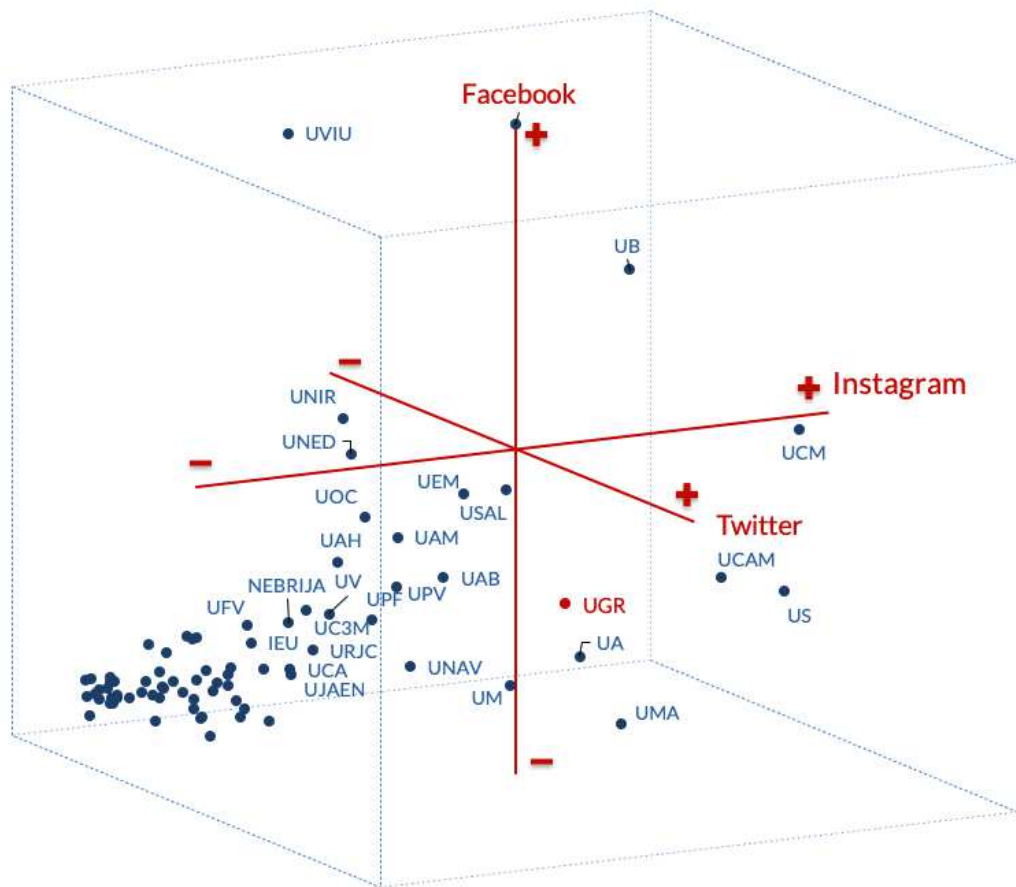 Facebook
+
UVIU
UB
−
+ Instagram
UNIR
UNED
UCM
−
UEM
+
UOC
USAL
Twitter
UAH
UAM
UCAM
NEBRIJA
UV
UAB
UPF
UPV
UFV
UGR
US
UC3M
IEU
URJC
UA
UCA
UNAV
UJAEN
UM
UMA
−